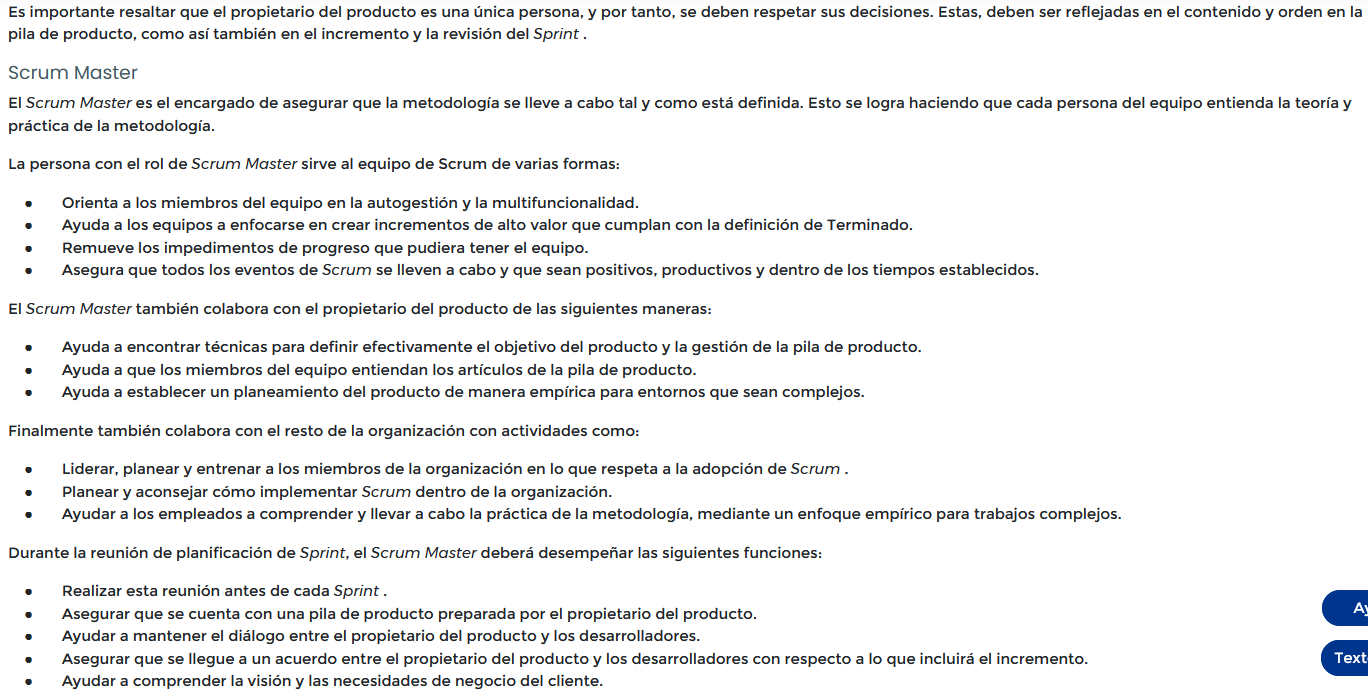 Es importante resaltar que el propietario del producto es una única persona, y por tanto, se deben respetar sus decisiones. Estas, deben ser reflejadas en el contenido y orden en la
pila de producto, como así también en el incremento y la revisión del Sprint .
Scrum Master
El Scrum Master es el encargado de asegurar que la metodología se lleve a cabo tal y como está definida. Esto se logra haciendo que cada persona del equipo entienda la teoría y
práctica de la metodología.
La persona con el rol de Scrum Master sirve al equipo de Scrum de varias formas:
• Orienta a los miembros del equipo en la autogestión y la multifuncionalidad.
• Ayuda a los equipos a enfocarse en crear incrementos de alto valor que cumplan con la definición de Terminado.
• Remueve los impedimentos de progreso que pudiera tener el equipo.
• Asegura que todos los eventos de Scrum se lleven a cabo y que sean positivos, productivos y dentro de los tiempos establecidos.
El Scrum Master también colabora con el propietario del producto de las siguientes maneras:
• Ayuda a encontrar técnicas para definir efectivamente el objetivo del producto y la gestión de la pila de producto.
• Ayuda a que los miembros del equipo entiendan los artículos de la pila de producto.
• Ayuda a establecer un planeamiento del producto de manera empírica para entornos que sean complejos.
Finalmente también colabora con el resto de la organización con actividades como:
• Liderar, planear y entrenar a los miembros de la organización en lo que respeta a la adopción de Scrum .
• Planear y aconsejar cómo implementar Scrum dentro de la organización.
• Ayudar a los empleados a comprender y llevar a cabo la práctica de la metodología, mediante un enfoque empírico para trabajos complejos.
Durante la reunión de planificación de Sprint, el Scrum Master deberá desempeñar las siguientes funciones:
• Realizar esta reunión antes de cada Sprint .
• Asegurar que se cuenta con una pila de producto preparada por el propietario del producto.
• Ayudar a mantener el diálogo entre el propietario del producto y los desarrolladores.
• Asegurar que se llegue a un acuerdo entre el propietario del producto y los desarrolladores con respecto a lo que incluirá el incremento.
• Ayudar a comprender la visión y las necesidades de negocio del cliente.